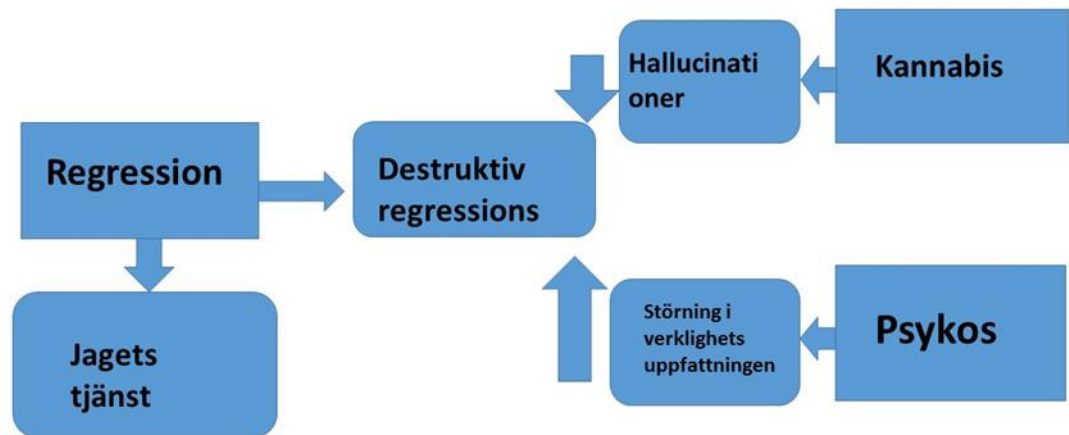 Regression
Jagets
tjänst
Destruktiv
regressions
Hallucinati
oner
Kannabis
Störning i
verklighets
uppfattningen
Psykos